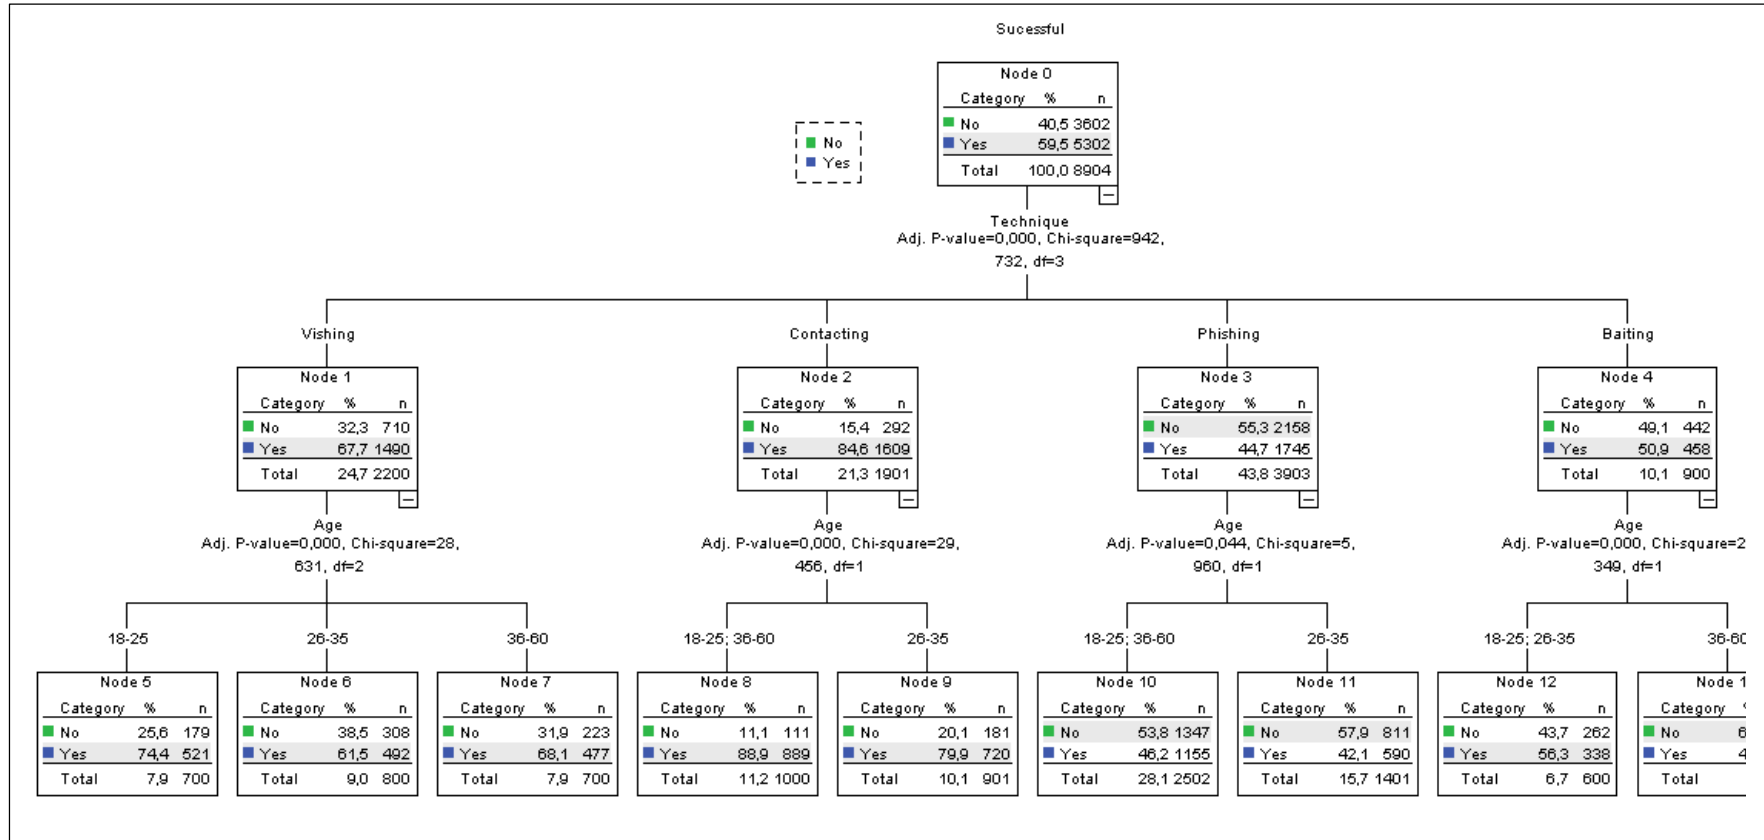 Sucessful
Node 0
Category % n
No 40,5 3602
Yes 59,5 5302
Total 100,0 8904
No
Yes
Technique
Adj. P-value=0,000, Chi-square=942,
732, df=3
Vishing
Contacting
Phishing
Baiting
Node 1
Category % n
No 32,3 710
Yes 67,7 1490
Total 24,7 2200
Node 2
Category % n
No 15,4 292
Yes 84,6 1609
Total 21,3 1901
Node 3
Category % n
No 55,3 2158
Yes 44,7 1745
Total 43,8 3903
Node 4
Category % n
No 49,1 442
Yes 50,9 458
Total 10,1 900
Age
Adj. P-value=0,000, Chi-square=28,
631, df=2
Age
Adj. P-value=0,000, Chi-square=29,
456, df=1
Age
Adj. P-value=0,044, Chi-square=5,
960, df=1
Age
Adj. P-value=0,000, Chi-square=2
349, df=1
18-25
26-35
36-60
18-25; 36-60
26-35
18-25; 36-60
26-35
18-25; 26-35
36-60
Node 5
Category % n
No 25,6 179
Yes 74,4 521
Total 7,9 700
Node 6
Category % n
No 38,5 308
Yes 61,5 492
Total 9,0 800
Node 7
Category % n
No 31,9 223
Yes 68,1 477
Total 7,9 700
Node 8
Category % n
No 11,1 111
Yes 88,9 889
Total 11,2 1000
Node 9
Category % n
No 20,1 181
Yes 79,9 720
Total 10,1 901
Node 10
Category % n
No 53,8 1347
Yes 46,2 1155
Total 28,1 2502
Node 11
Category % n
No 57,9 811
Yes 42,1 590
Total 15,7 1401
Node 12
Category % n
No 43,7 262
Yes 56,3 338
Total 6,7 600
Node 1
Category
No 6
Yes 4
Total